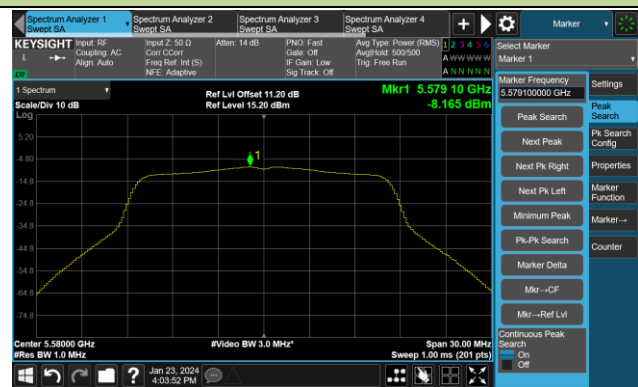 Spectrum Analyzer 1
Swept SA
Spectrum Analyzer 2
Swept SA
Spectrum Analyzer 3
Swept SA
Spectrum Analyzer 4
Swept SA
+
Marker
KEYSIGHT
L
LW
Input: RF
Coupling: AC
Align: Auto
Input Z: 50 Ω
Corr CCorr
Freq Ref: Int (S)
NFE: Adaptive
Atten: 14 dB
PNO: Fast
Gate: Off
IF Gain: Low
Sig Track: Off
Avg Type: Power (RMS)
Avg|Hold: 500/500
Trig: Free Run
1 2 3 4 5 6
A W W W W W
A N N N N N
Select Marker
Marker 1
1 Spectrum
Scale/Div 10 dB
Log
Ref Lvl Offset 11.20 dB
Ref Level 15.20 dBm
Mkr1 5.579 10 GHz
-8.165 dBm
5.20
-4.80
-14.8
-24.8
-34.8
-44.8
-54.8
-64.8
-74.8
1
Center 5.58000 GHz
#Res BW 1.0 MHz
#Video BW 3.0 MHz*
Span 30.00 MHz
Sweep 1.00 ms (201 pts)
Marker Frequency
5.579100000 GHz
Peak Search
Next Peak
Next Pk Right
Next Pk Left
Minimum Peak
Pk-Pk Search
Marker Delta
Mkr→CF
Mkr→Ref Lvl
Continuous Peak
Search
On
Off
Settings
Peak
Search
Pk Search
Config
Properties
Marker
Function
Marker→
Counter
?
Jan 23, 2024
4:03:52 PM